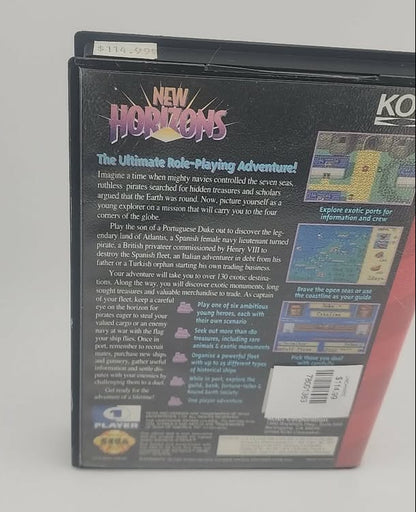 $114.99
NEW
HORIZONS
KO
The Ultimate Role-Playing Adventure!
Imagine a time when mighty navies controlled the seven seas,
ruthless pirates searched for hidden treasures and scholars
argued that the Earth was round. Now, picture yourself as a
young explorer on a mission that will carry you to the four
corners of the globe.
Play the son of a Portuguese Duke out to discover the leg-
endary land of Atlantis, a Spanish female navy lieutenant turned
pirate, a British privateer commissioned by Henry VIII to
destroy the Spanish fleet, an Italian adventurer in debt from his
father or a Turkish orphan starting his own trading business.
Your adventure will take you to over 130 exotic destina-
tions. Along the way, you will discover exotic monuments, long
sought treasures and valuable merchandise to trade. As captain
of your fleet, keep a careful
eye on the horizon for
pirates eager to steal your
valued cargo or an enemy
navy at war with the flag
your ship flies. Once in
port, remember to recruit
mates, purchase new ships
and gunnery, gather useful
information and settle dis-
putes with your enemies by
challenging them to a duel.
Get ready for the
adventure of a lifetime!
Play one of six ambitious
young heroes, each with
their own scenario
Seek out more than 180
treasures, including rare
animals & exotic monuments
Organize a powerful fleet
with up to 25 different types
of historical ships
While in port, explore the
guild, bank, fortune-teller &
Round Earth Society
One player adventure
Explore exotic ports for
information and crew
Brave the open seas or use
the coastline as your guide
Pick those you duel
with carefully
$114.99
1
PLAYER
SEGA
Burlingame, CA 94010